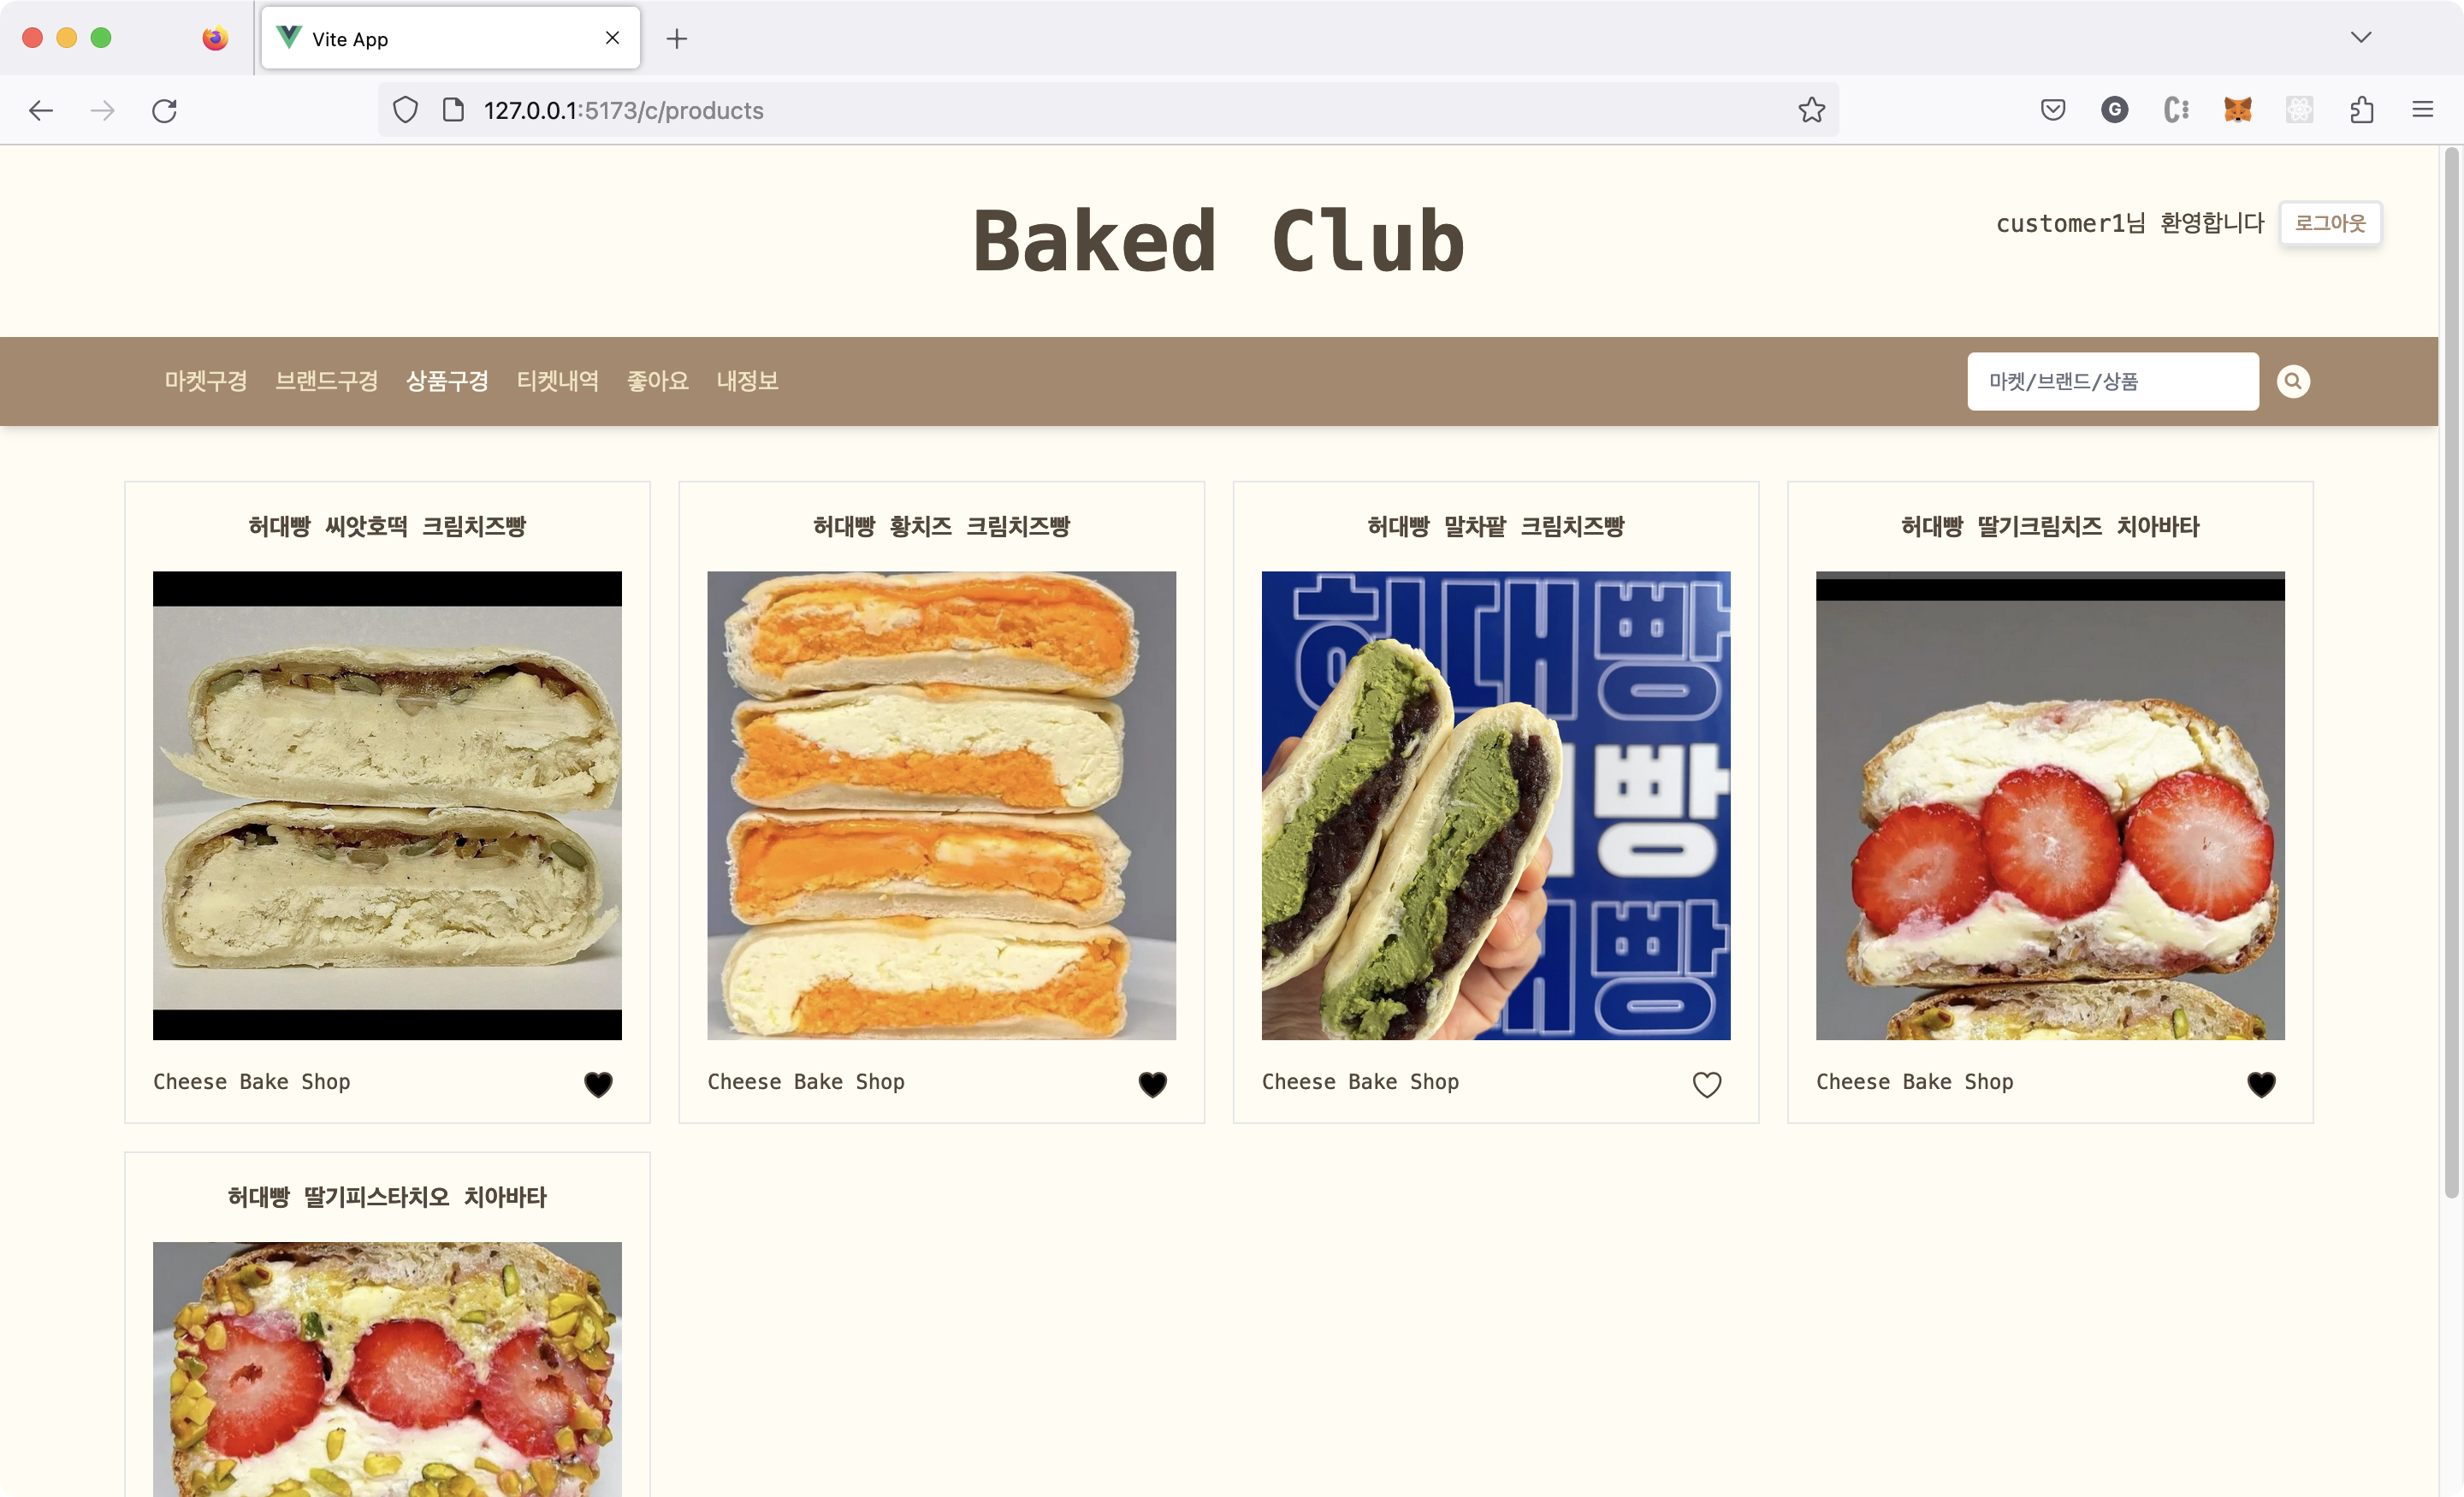 Vite App
127.0.0.1:5173/c/products
G
Baked Club
customer1님 환영합니다 로그아웃
마켓구경 브랜드구경 상품구경 티켓내역 좋아요 내정보 마켓/브랜드/상품
허대빵 씨앗호떡 크림치즈빵
허대빵 황치즈 크림치즈빵
허대빵 말차팥 크림치즈빵
허대빵 딸기크림치즈 치아바타
허대빵
빵
빵
Cheese Bake Shop
Cheese Bake Shop
Cheese Bake Shop
Cheese Bake Shop
허대빵 딸기피스타치오 치아바타